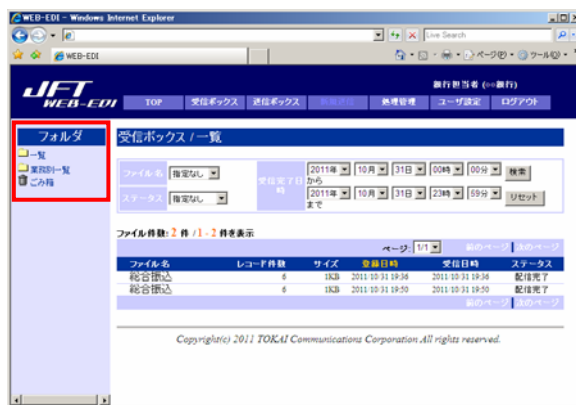 WEB-EDI - Windows Internet Explorer
Live Search
WEB-EDI
ページ(P)
ツール(O)
JFT
WEB-EDI
銀行担当者 (○○銀行)
TOP 受信ボックス 送信ボックス 処理管理 ユーザ設定 ログアウト
フォルダ
一覧
業務別一覧
ごみ箱
受信ボックス / 一覧
ファイル名 指定なし
受信完了日時
2011年 10月 31日 00時 00分 から
検索
ステータス 指定なし
2011年 10月 31日 23時 59分 まで
リセット
ファイル件数: 2 件 / 1 - 2 件を表示
ページ: 1/1 前のページ 次のページ
ファイル名 レコード件数 サイズ 登録日時 受信日時 ステータス
総合振込 6 1KB 2011/10/31 19:36 2011/10/31 19:36 配信完了
総合振込 6 1KB 2011/10/31 19:50 2011/10/31 19:50 配信完了
前のページ 次のページ
Copyright(c) 2011 TOKAI Communications Corporation All rights reserved.